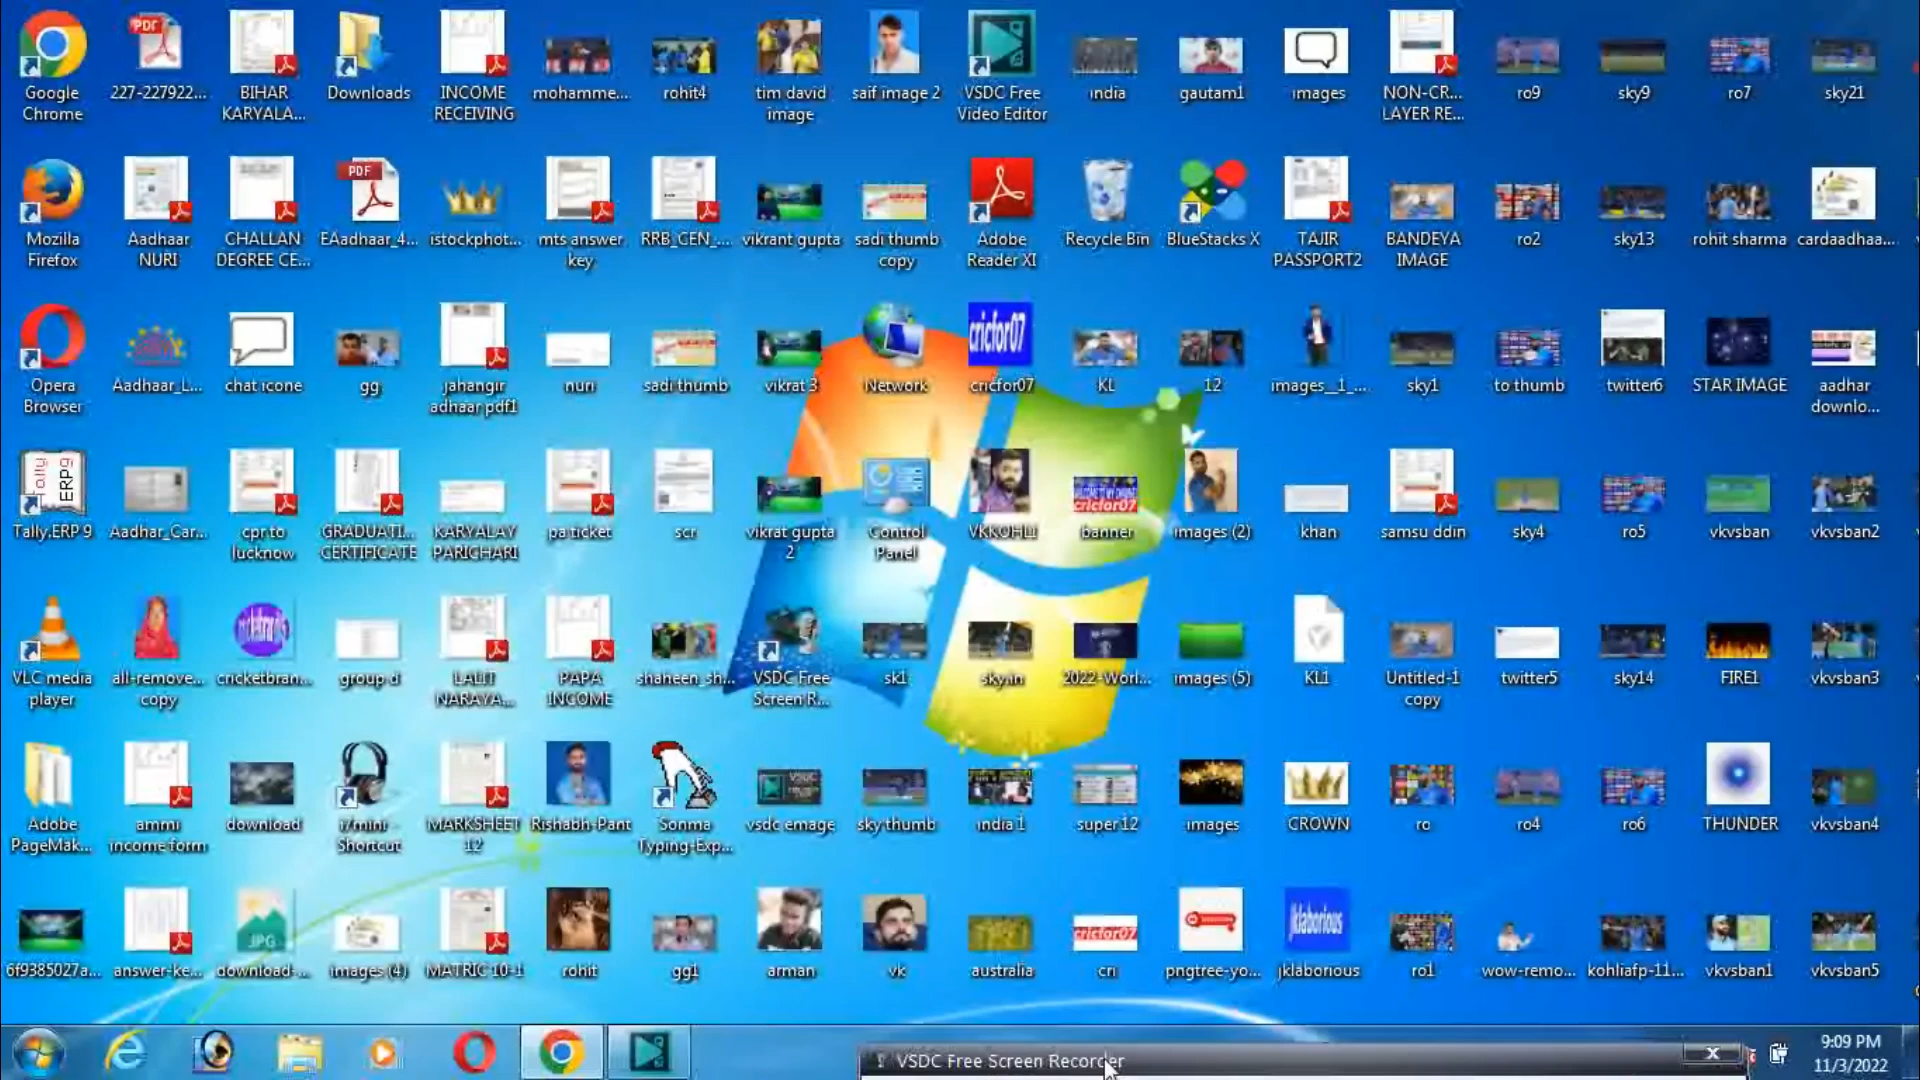 Google Chrome
227-227922...
BIHAR KARYALA...
Downloads
INCOME RECEIVING
mohamme...
rohit4
tim david image
saif image 2
VSDC Free Video Editor
india
gautam1
images
NON-CR... LAYER RE...
ro9
sky9
ro7
sky21
Mozilla Firefox
Aadhaar NURI
CHALLAN DEGREE CE...
EAadhaar_4...
istockphot...
mts answer key
RRB_CEN_...
vikrant gupta
sadi thumb copy
Adobe Reader XI
Recycle Bin
BlueStacks X
TAJIR PASSPORT2
BANDEYA IMAGE
ro2
sky13
rohit sharma
cardaadhaa...
cricfor07
Opera Browser
Aadhaar_L...
chat icone
gg
jahangir adhaar pdf1
nuri
sadi thumb
vikrat 3
Network
cricfor07
KL
12
images__1_...
sky1
to thumb
twitter6
STAR IMAGE
aadhar downlo...
Tally ERP9
Tally.ERP 9
Aadhar_Car...
cpr to lucknow
GRADUATI... CERTIFICATE
KARYALAY PARICHARI
pa ticket
scr
vikrat gupta 2
Control Panel
VKKOHLI
banner
images (2)
khan
samsu ddin
sky4
ro5
vkvsban
vkvsban2
VLC media player
all-remove... copy
cricketbran...
group d
LALIT NARAYA...
PAPA INCOME
shaheen_sh...
VSDC Free Screen R...
sk1
sky.in
2022-Worl...
images (5)
KL1
Untitled-1 copy
twitter5
sky14
FIRE1
vkvsban3
Adobe PageMak...
ammi income form
download
i7mini - Shortcut
MARKSHEET 12
Rishabh-Pant
Sonma Typing-Exp...
vsdc emage
sky thumb
india 1
super 12
images
CROWN
ro
ro4
ro6
THUNDER
vkvsban4
jklaborious
6f9385027a...
answer-ke...
download-...
images (4)
MATRIC 10-1
rohit
gg1
arman
vk
australia
cri
pngtree-yo...
jklaborious
ro1
wow-remo...
kohliafp-11...
vkvsban1
vkvsban5
VSDC Free Screen Recorder
9:09 PM
11/3/2022